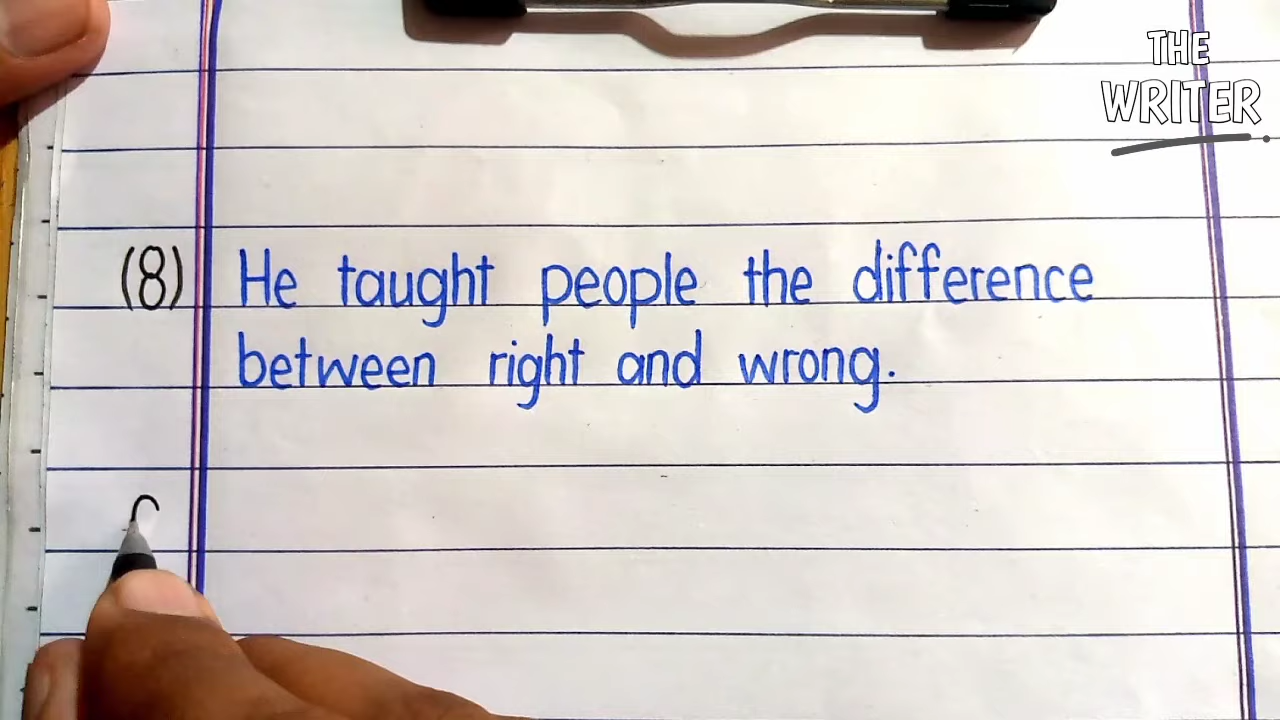 THE
WRITER
(8) He taught people the difference
between right and wrong.